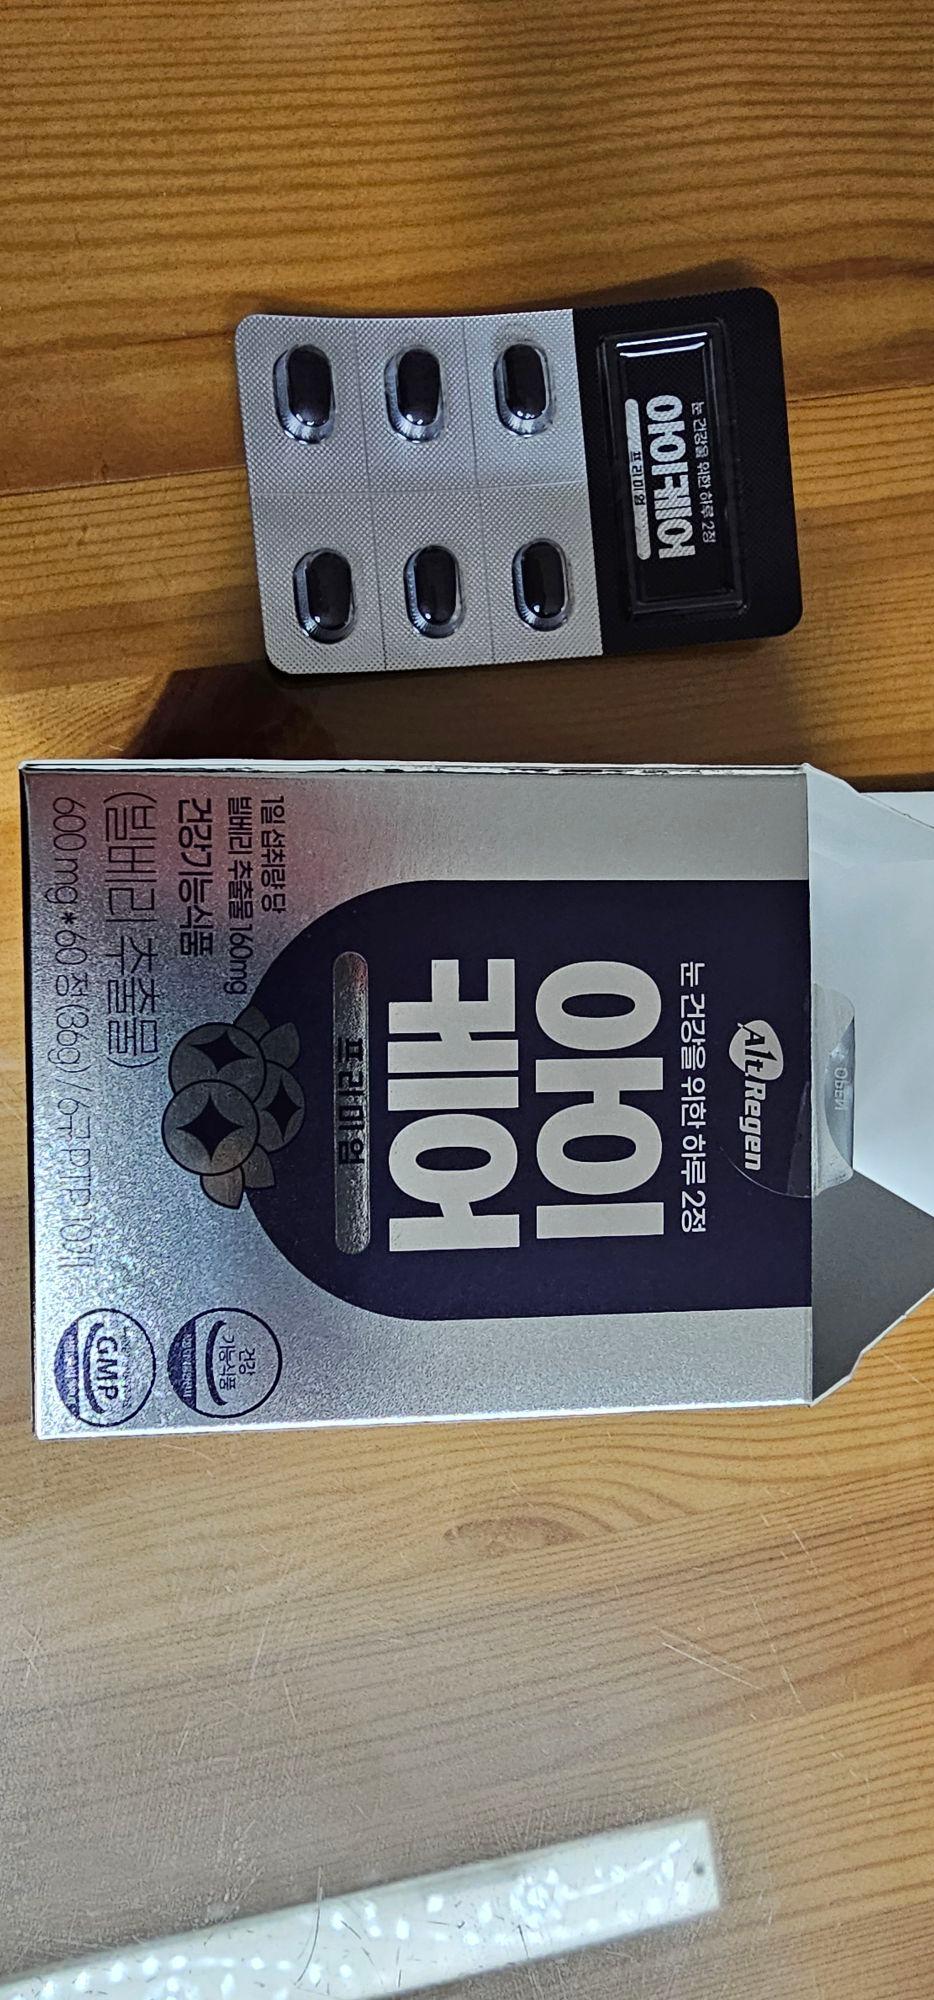 눈 건강을 위한 하루 2정
아이케어
프리미엄
OPEN
Alt.Regen
눈 건강을 위한 하루 2정
아이
케어
프리미엄
1일 섭취량 당
빌베리 추출물 160mg
건강기능식품
(빌베리 추출물)
600mg*60정(36g)/6구 PTP 10개
건강
기능식품
GMP